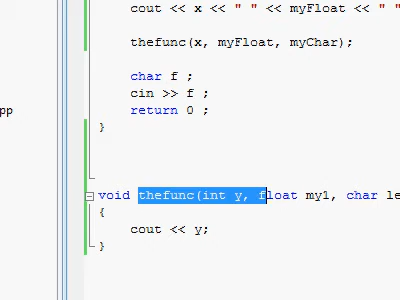 cout << x << " " << myFloat << " "
thefunc(x, myFloat, myChar);
char f ;
cin >> f ;
return 0 ;
}
pp
void thefunc(int y, float my1, char le
{
cout << y;
}